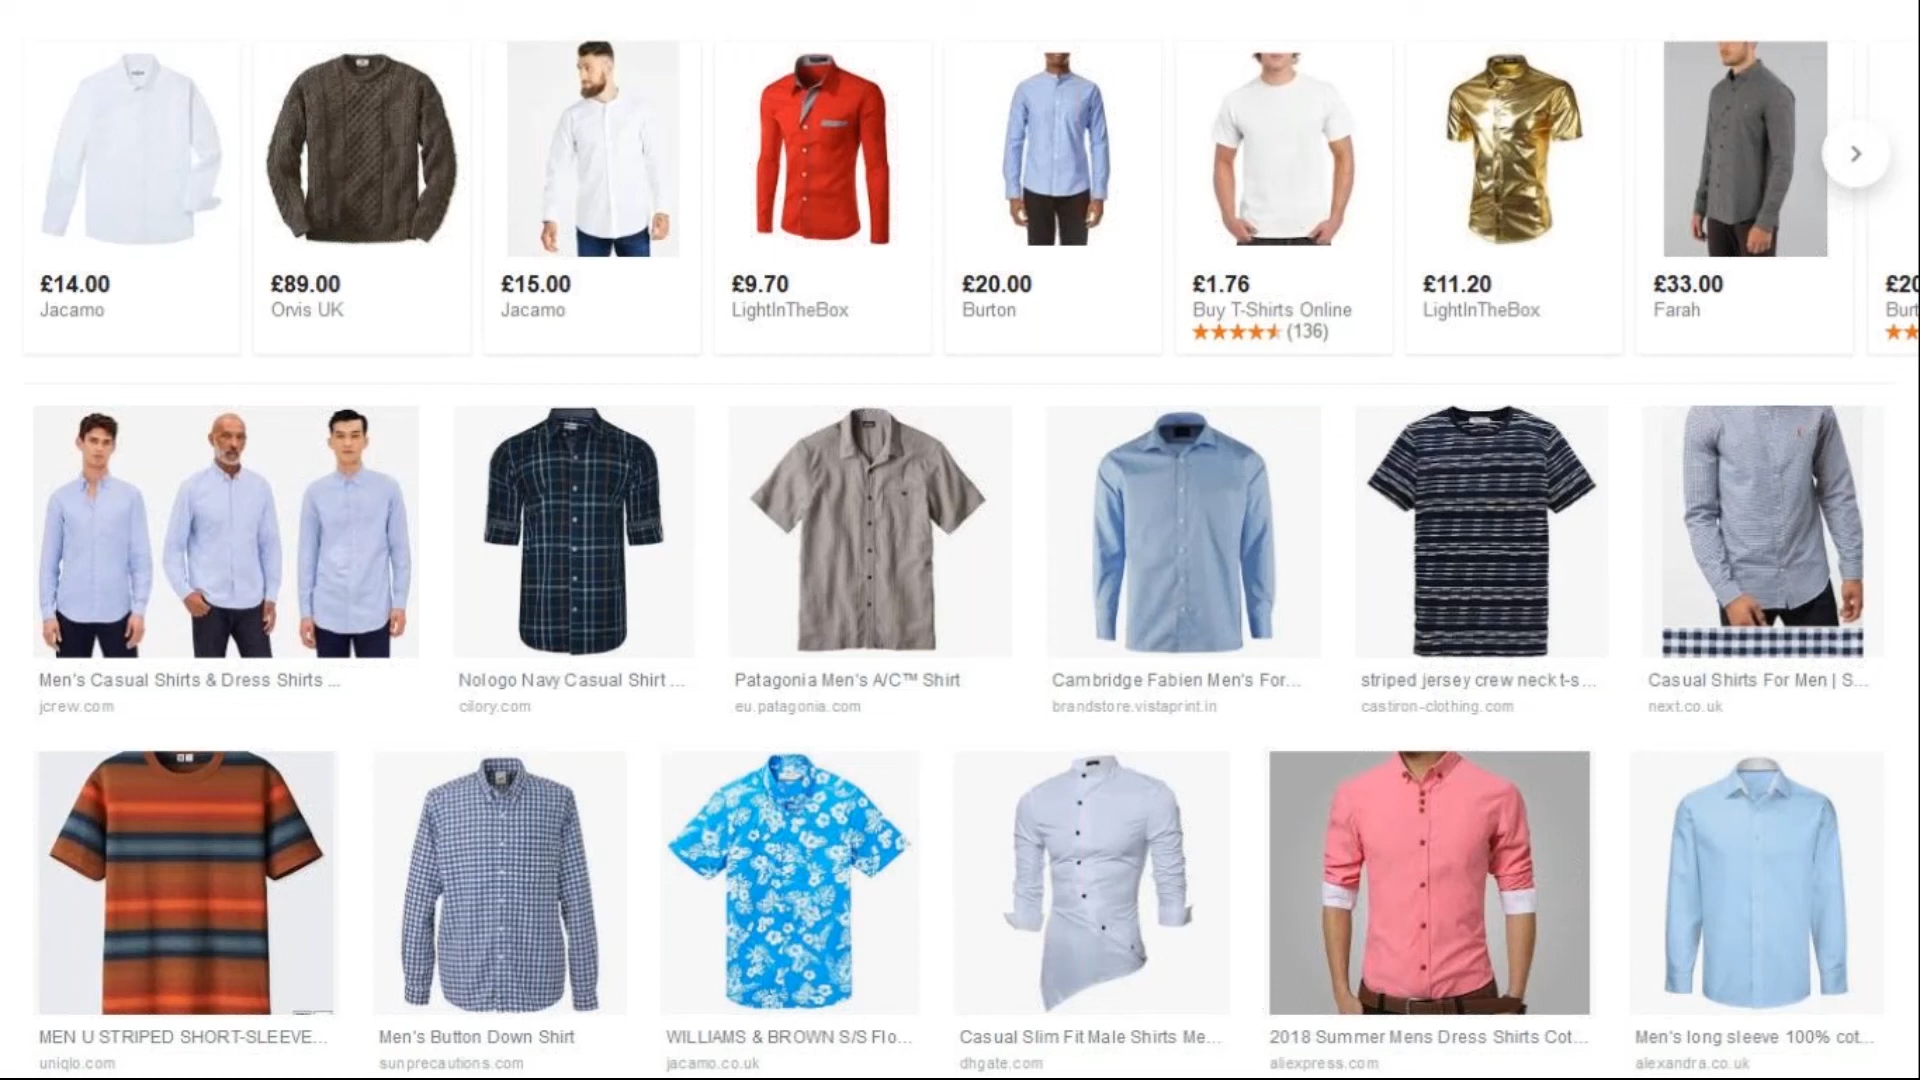 £14.00
Jacamo
£89.00
Orvis UK
£15.00
Jacamo
£9.70
LightInTheBox
£20.00
Burton
£1.76
Buy T-Shirts Online
(136)
£11.20
LightInTheBox
£33.00
Farah
£20
Burt
Men's Casual Shirts & Dress Shirts ...
jcrew.com
Nologo Navy Casual Shirt ...
cilory.com
Patagonia Men's A/C™ Shirt
eu.patagonia.com
Cambridge Fabien Men's For...
brandstore.vistaprint.in
striped jersey crew neck t-s...
castiron-clothing.com
Casual Shirts For Men | S...
next.co.uk
MEN U STRIPED SHORT-SLEEVE...
uniqlo.com
Men's Button Down Shirt
sunprecautions.com
WILLIAMS & BROWN S/S Flo...
jacamo.co.uk
Casual Slim Fit Male Shirts Me...
dhgate.com
2018 Summer Mens Dress Shirts Cot...
aliexpress.com
Men's long sleeve 100% cot...
alexandra.co.uk